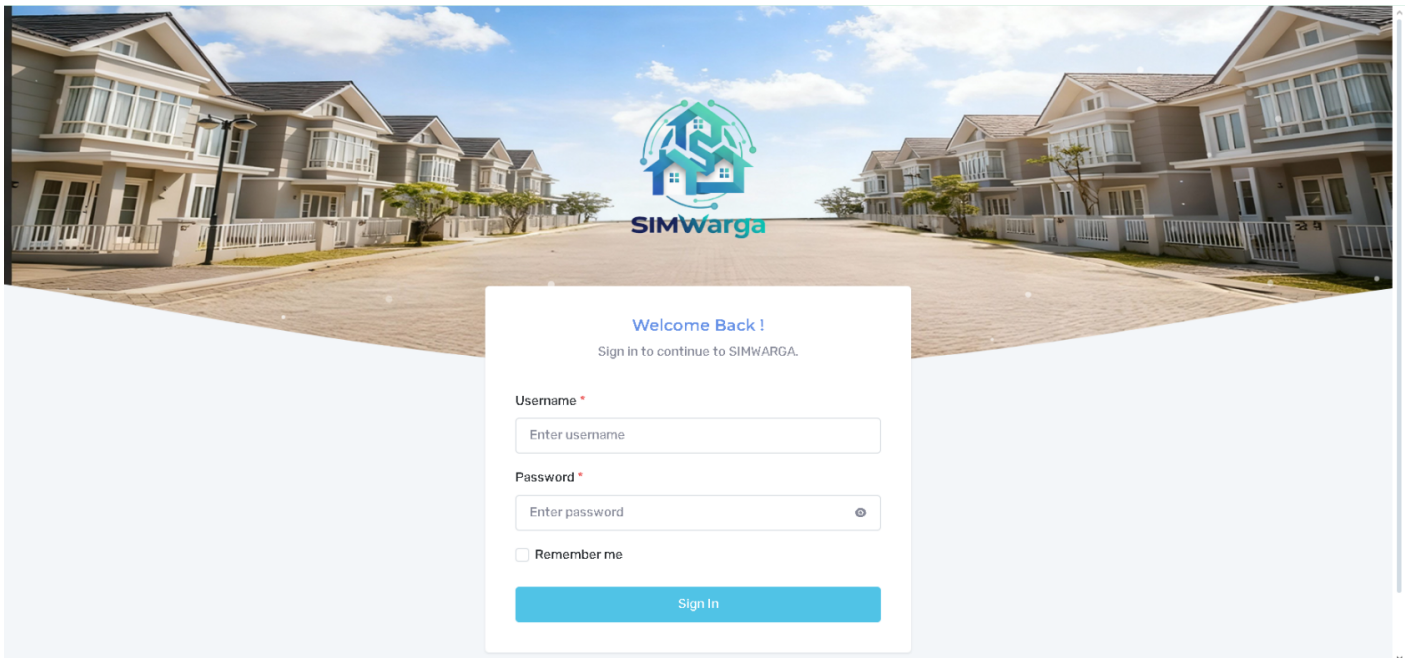 SIMWarga
Welcome Back !
Sign in to continue to SIMWARGA.
Username *
Enter username
Password *
Enter password
Remember me
Sign In